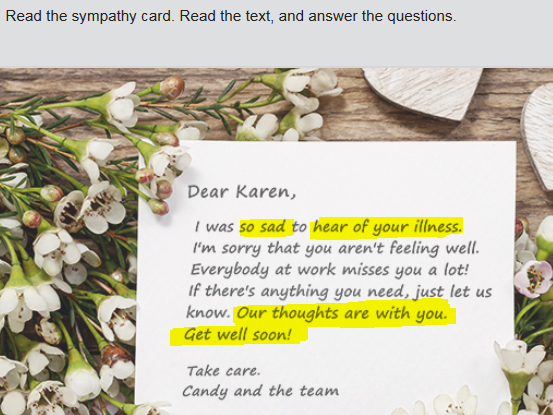 Read the sympathy card. Read the text, and answer the questions.
Dear Karen,
I was so sad to hear of your illness.
I'm sorry that you aren't feeling well.
Everybody at work misses you a lot!
If there's anything you need, just let us
know. Our thoughts are with you.
Get well soon!
Take care.
Candy and the team